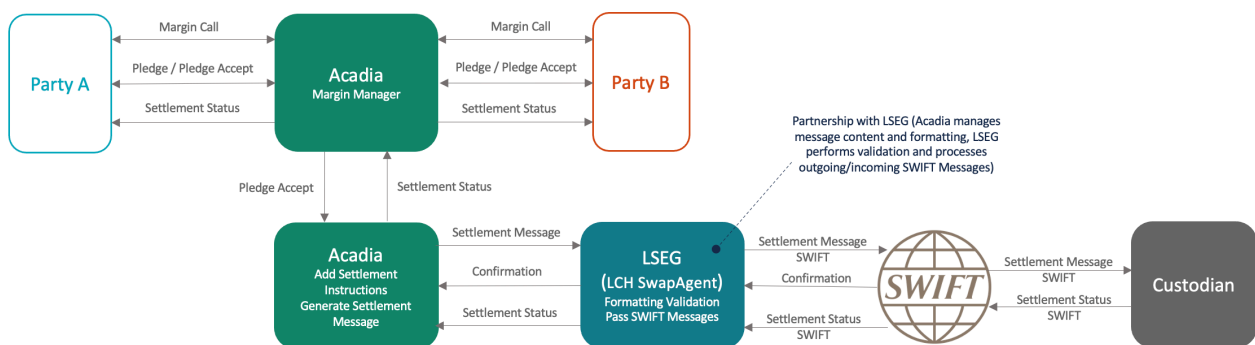 Margin Call
Margin Call
Party A
Pledge / Pledge Accept
Acadia
Margin Manager
Pledge / Pledge Accept
Party B
Settlement Status
Settlement Status
Partnership with LSEG (Acadia manages
message content and formatting, LSEG
performs validation and processes
outgoing/incoming SWIFT Messages)
Pledge Accept
Settlement Status
Acadia
Add Settlement
Instructions
Generate Settlement
Message
Settlement Message
Confirmation
Settlement Status
LSEG
(LCH SwapAgent)
Formatting Validation
Pass SWIFT Messages
Settlement Message
SWIFT
Confirmation
Settlement Status
SWIFT
SWIFT
Settlement Message
SWIFT
Settlement Status
SWIFT
Custodian